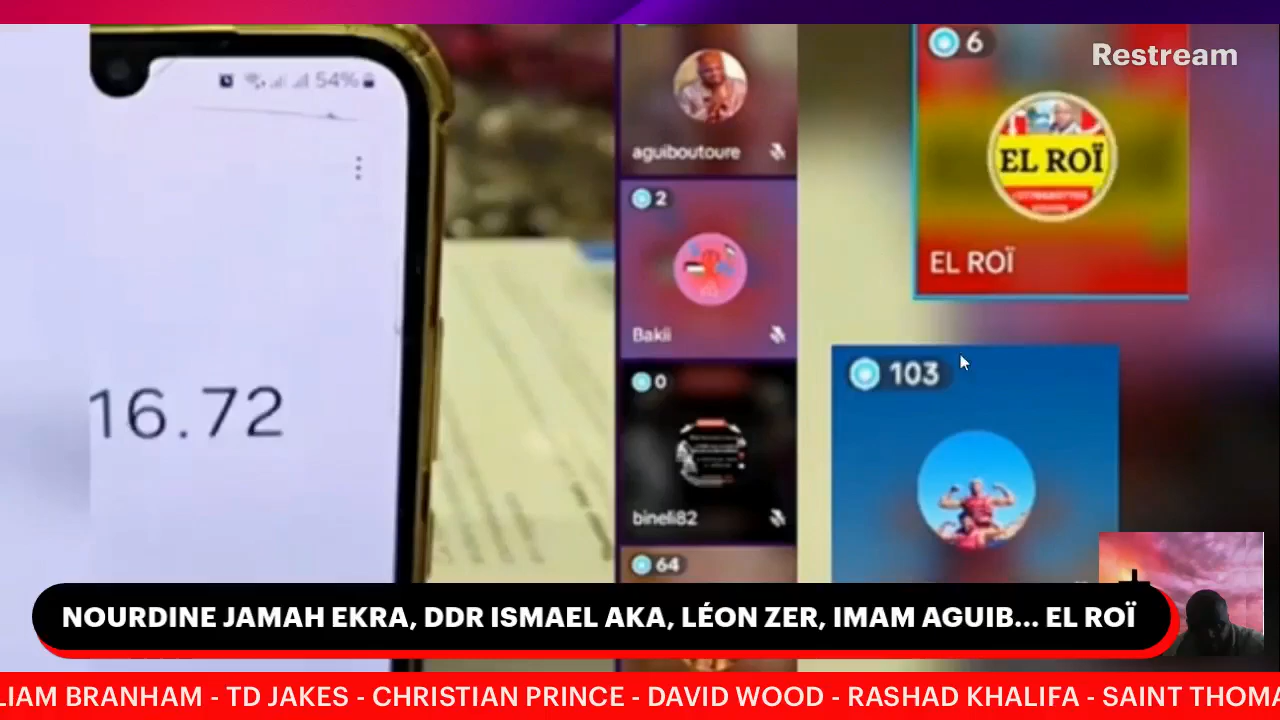 54%
16.72
aguiboutoure
2
Bakii
0
bineli82
64
6
EL ROÏ
EL ROÏ
103
Restream
NOURDINE JAMAH EKRA, DDR ISMAEL AKA, LÉON ZER, IMAM AGUIB... EL ROÏ
LIAM BRANHAM - TD JAKES - CHRISTIAN PRINCE - DAVID WOOD - RASHAD KHALIFA - SAINT THOMA